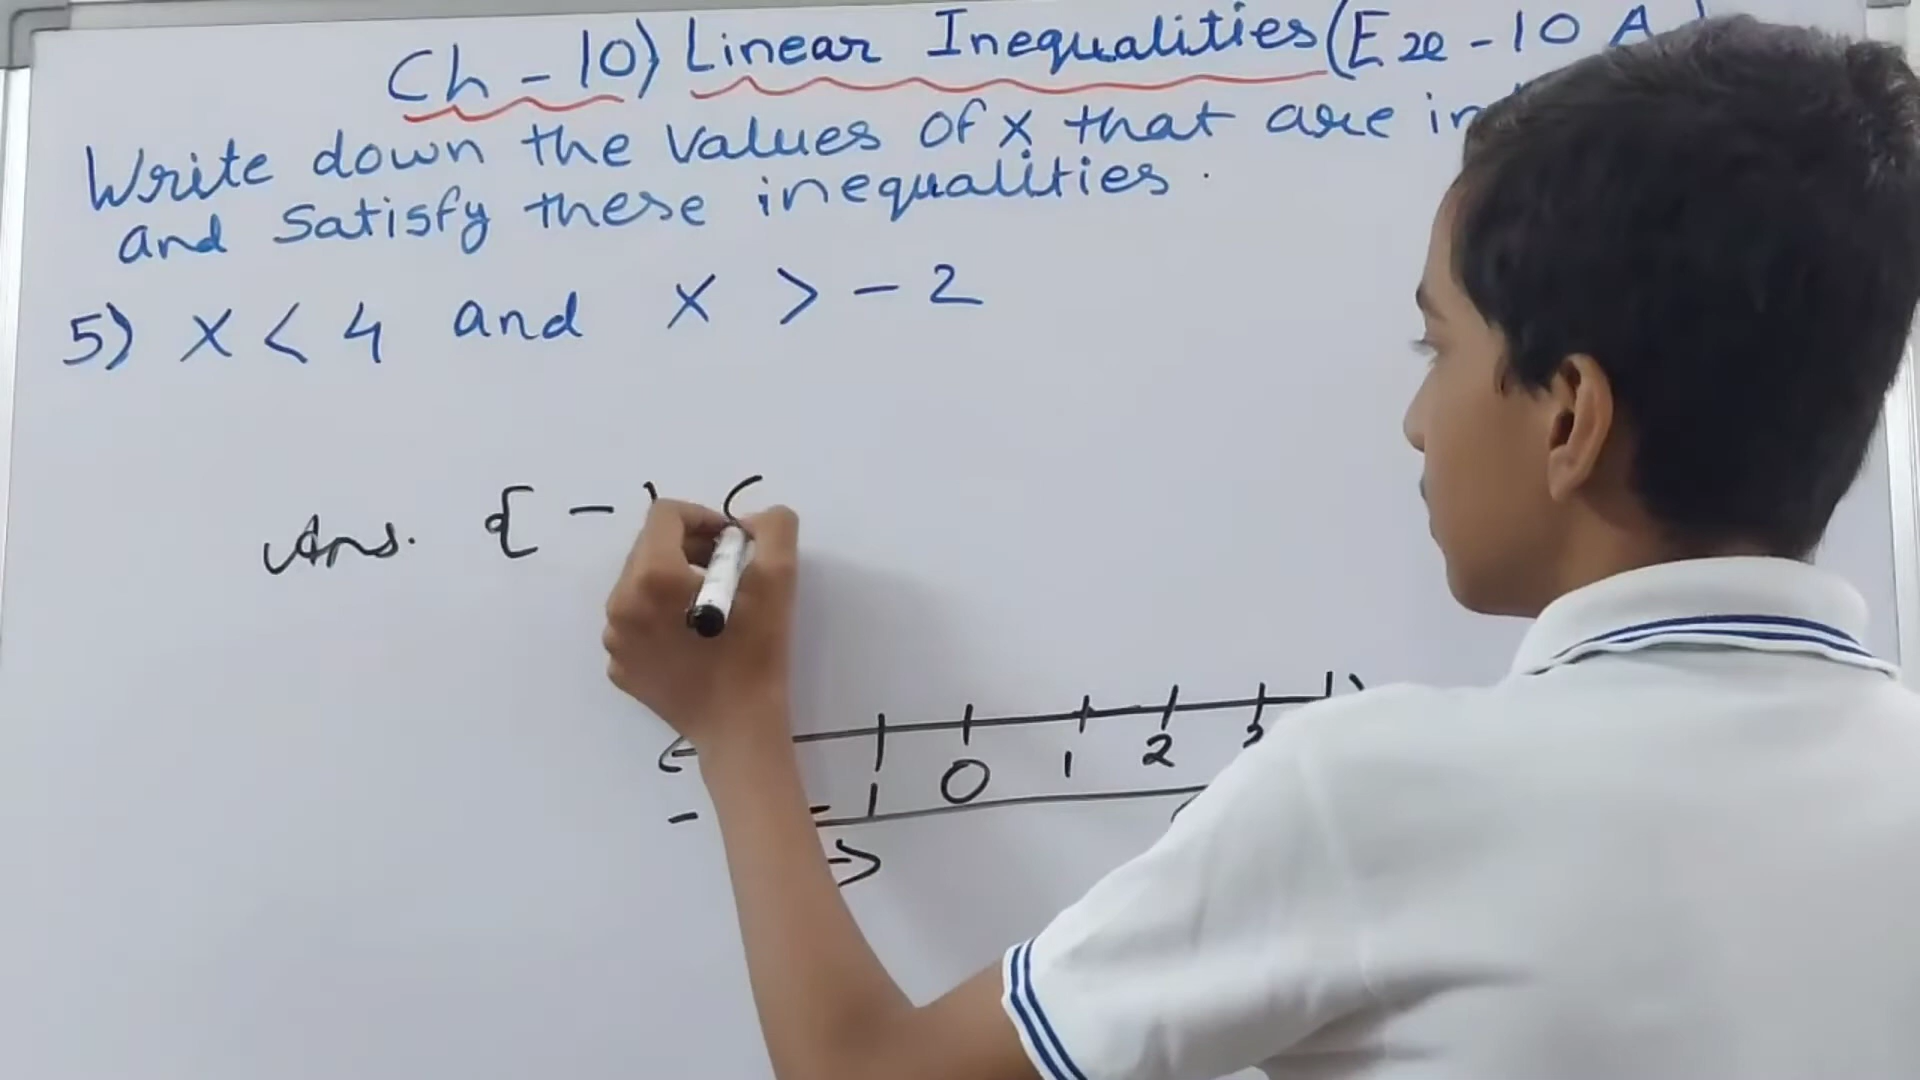 Ch - 10) Linear Inequalities (Ex - 10 A
Write down the values of x that are
and satisfy these inequalities.
5) x < 4 and x > - 2
Ans. { -
0 1 2 3
- - 1